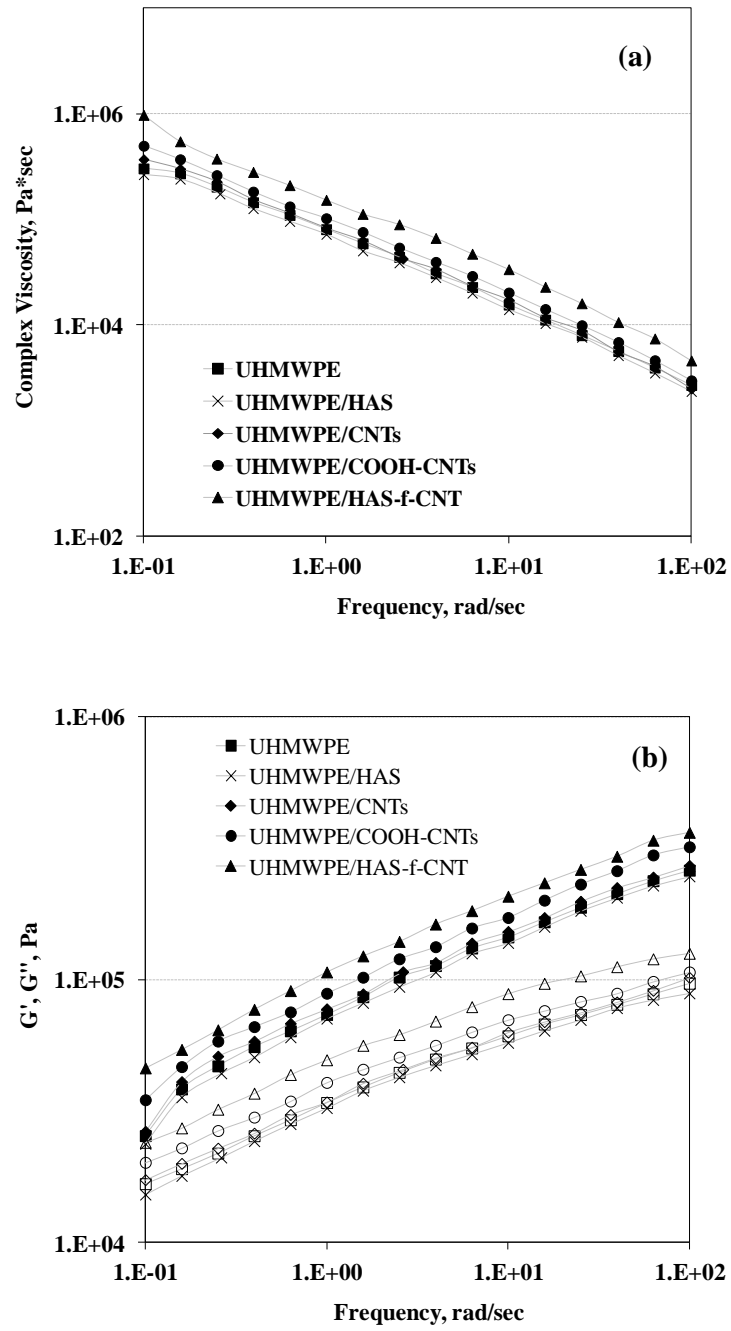 (a)
1.E+06
1.E+04
1.E+02
Complex Viscosity, Pa*sec
UHMWPE
UHMWPE/HAS
UHMWPE/CNTs
UHMWPE/COOH-CNTs
UHMWPE/HAS-f-CNT
1.E-01 1.E+00 1.E+01 1.E+02
Frequency, rad/sec
(b)
1.E+06
1.E+05
1.E+04
G', G'', Pa
UHMWPE
UHMWPE/HAS
UHMWPE/CNTs
UHMWPE/COOH-CNTs
UHMWPE/HAS-f-CNT
1.E-01 1.E+00 1.E+01 1.E+02
Frequency, rad/sec